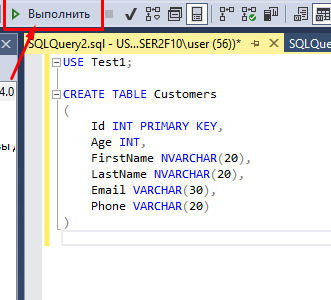 Выполнить
SQLQuery2.sql - US...SER2F10\user (56))*
SQLQue
4.0
USE Test1;
CREATE TABLE Customers
(
Id INT PRIMARY KEY,
Age INT,
FirstName NVARCHAR(20),
LastName NVARCHAR(20),
вы д
Email VARCHAR(30),
Phone VARCHAR(20)
)